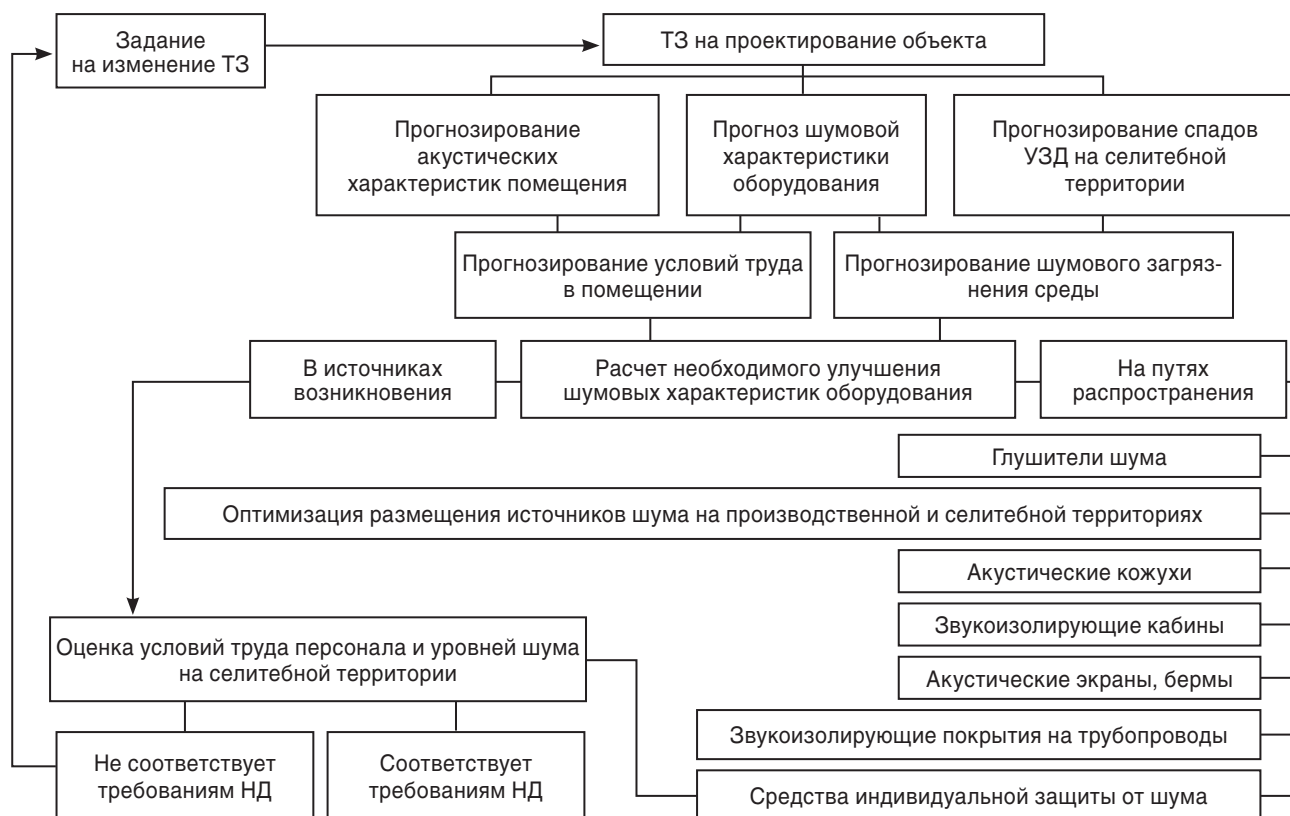 Задание
на изменение ТЗ
ТЗ на проектирование объекта
Прогнозирование
акустических
характеристик помещения
Прогноз шумовой
характеристики
оборудования
Прогнозирование спадов
УЗД на селитебной
территории
Прогнозирование условий труда
в помещении
Прогнозирование шумового загряз-
нения среды
В источниках
возникновения
Расчет необходимого улучшения
шумовых характеристик оборудования
На путях
распространения
Глушители шума
Оптимизация размещения источников шума на производственной и селитебной территориях
Акустические кожухи
Звукоизолирующие кабины
Акустические экраны, бермы
Оценка условий труда персонала и уровней шума
на селитебной территории
Звукоизолирующие покрытия на трубопроводы
Не соответствует
требованиям НД
Соответствует
требованиям НД
Средства индивидуальной защиты от шума